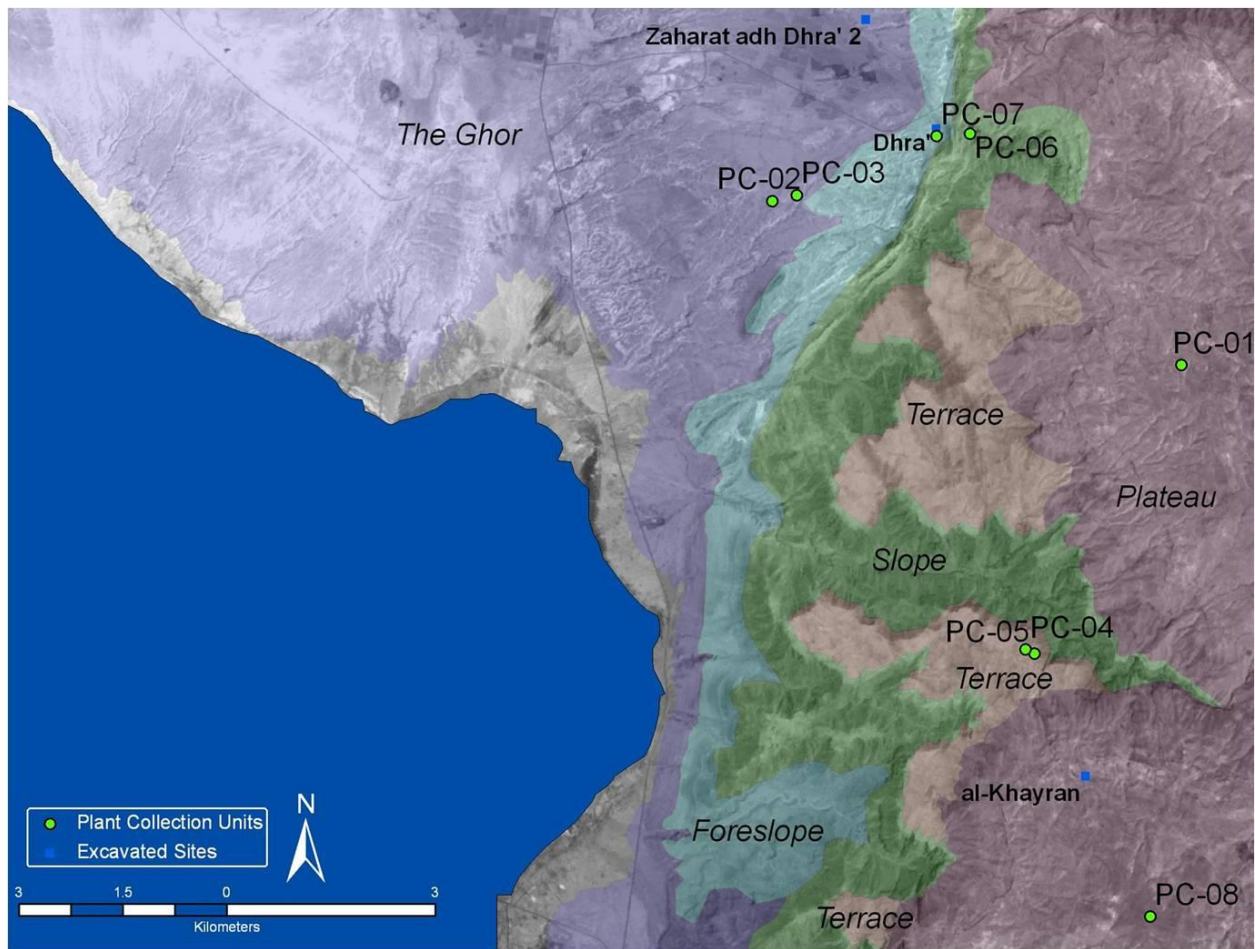 Zaharat adh Dhra' 2
The Ghor
PC-07
Dhra'
PC-06
PC-02
PC-03
PC-01
Terrace
Plateau
Slope
PC-05
PC-04
Terrace
al-Khayran
Foreslope
PC-08
Terrace
N
Plant Collection Units
Excavated Sites
3 1.5 0 3
Kilometers